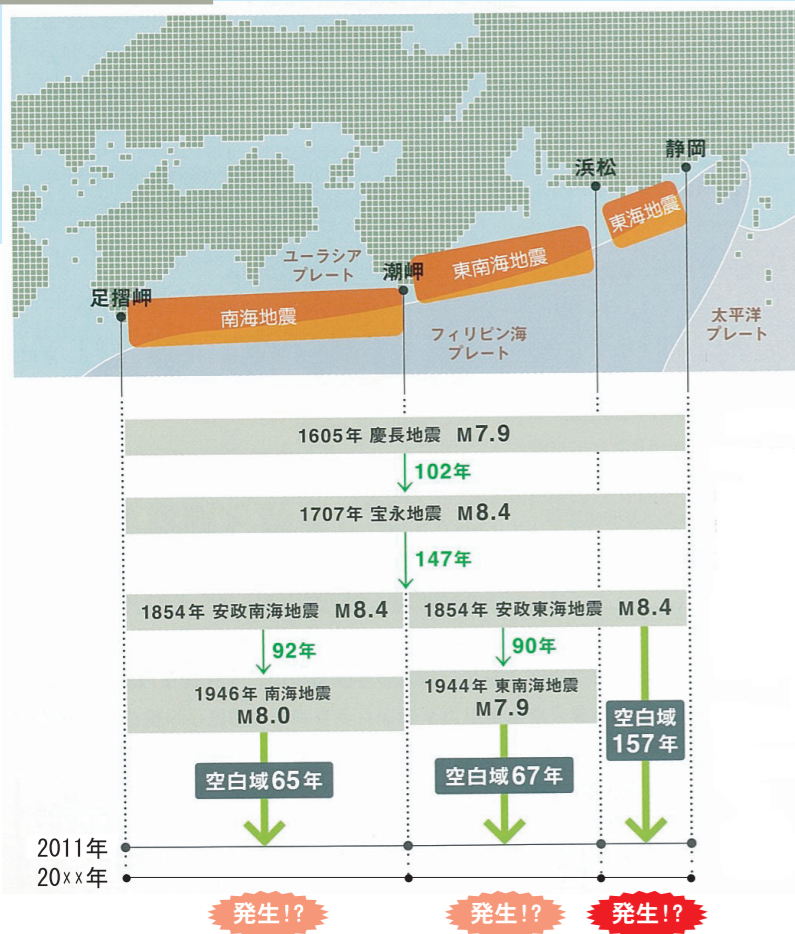 静岡
浜松
東海地震
ユーラシア
プレート
潮岬
東南海地震
足摺岬
南海地震
フィリピン海
プレート
太平洋
プレート
1605年 慶長地震 M7.9
102年
1707年 宝永地震 M8.4
147年
1854年 安政南海地震 M8.4
1854年 安政東海地震 M8.4
92年
90年
1946年 南海地震
M8.0
1944年 東南海地震
M7.9
空白域
157年
空白域65年
空白域67年
2011年
20××年
発生!?
発生!?
発生!?